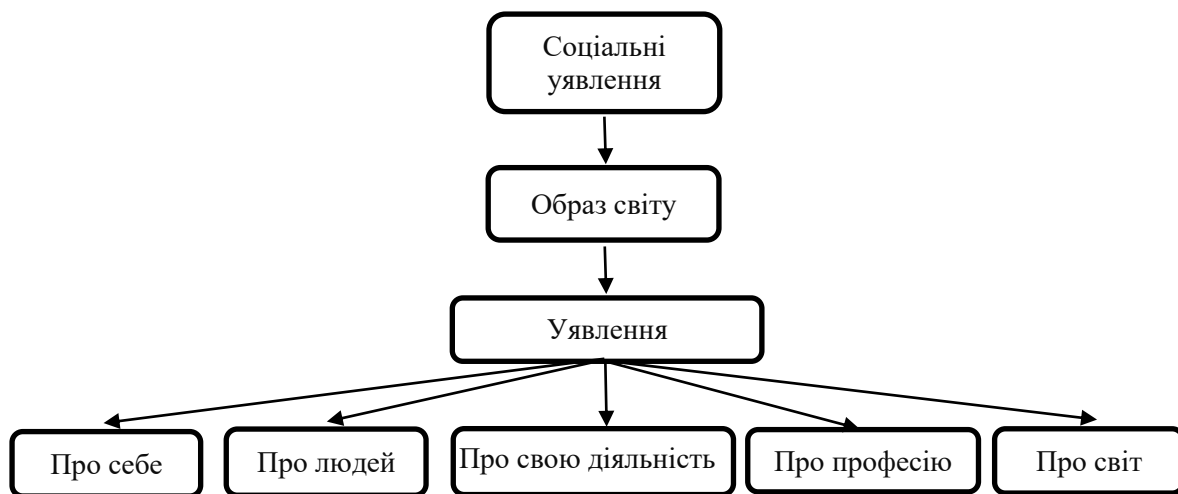 Соціальні
уявлення
Образ світу
Уявлення
Про себе
Про людей
Про свою діяльність
Про професію
Про світ